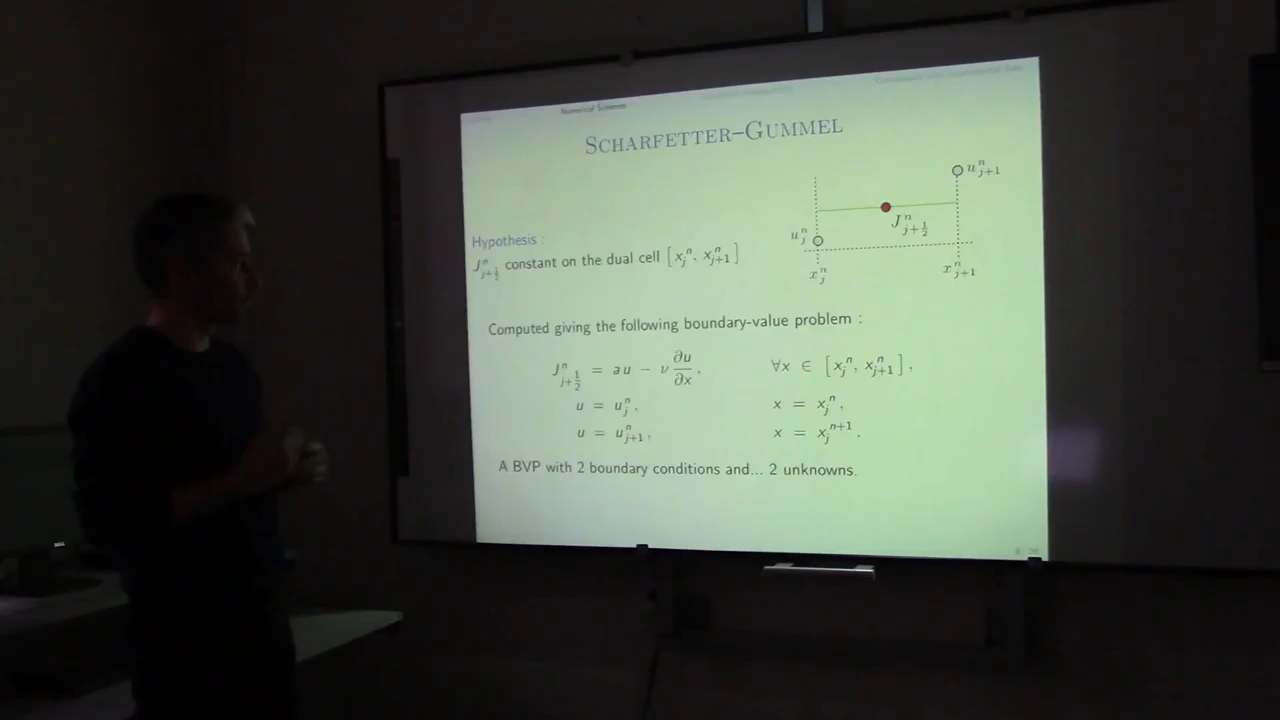 Numerical Schemes
SCHARFETTER–GUMMEL
u^n_{j+1}
J^n_{j+1/2}
u^n_j
x^n_j
x^n_{j+1}
Hypothesis :
J^n_{j+1/2} constant on the dual cell [x^n_j, x^n_{j+1}]
Computed giving the following boundary-value problem :
J^n_{j+1/2} = au − ν ∂u/∂x, ∀x ∈ [x^n_j, x^n_{j+1}],
u = u^n_j, x = x^n_j,
u = u^n_{j+1}, x = x^{n+1}_j.
A BVP with 2 boundary conditions and... 2 unknowns.